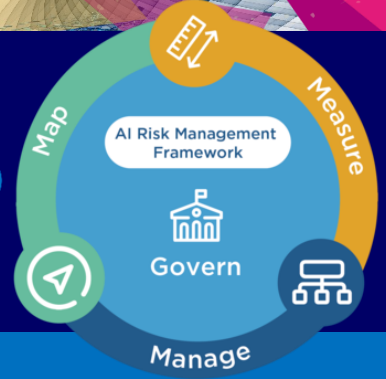 Map
Measure
AI Risk Management
Framework
Govern
Manage